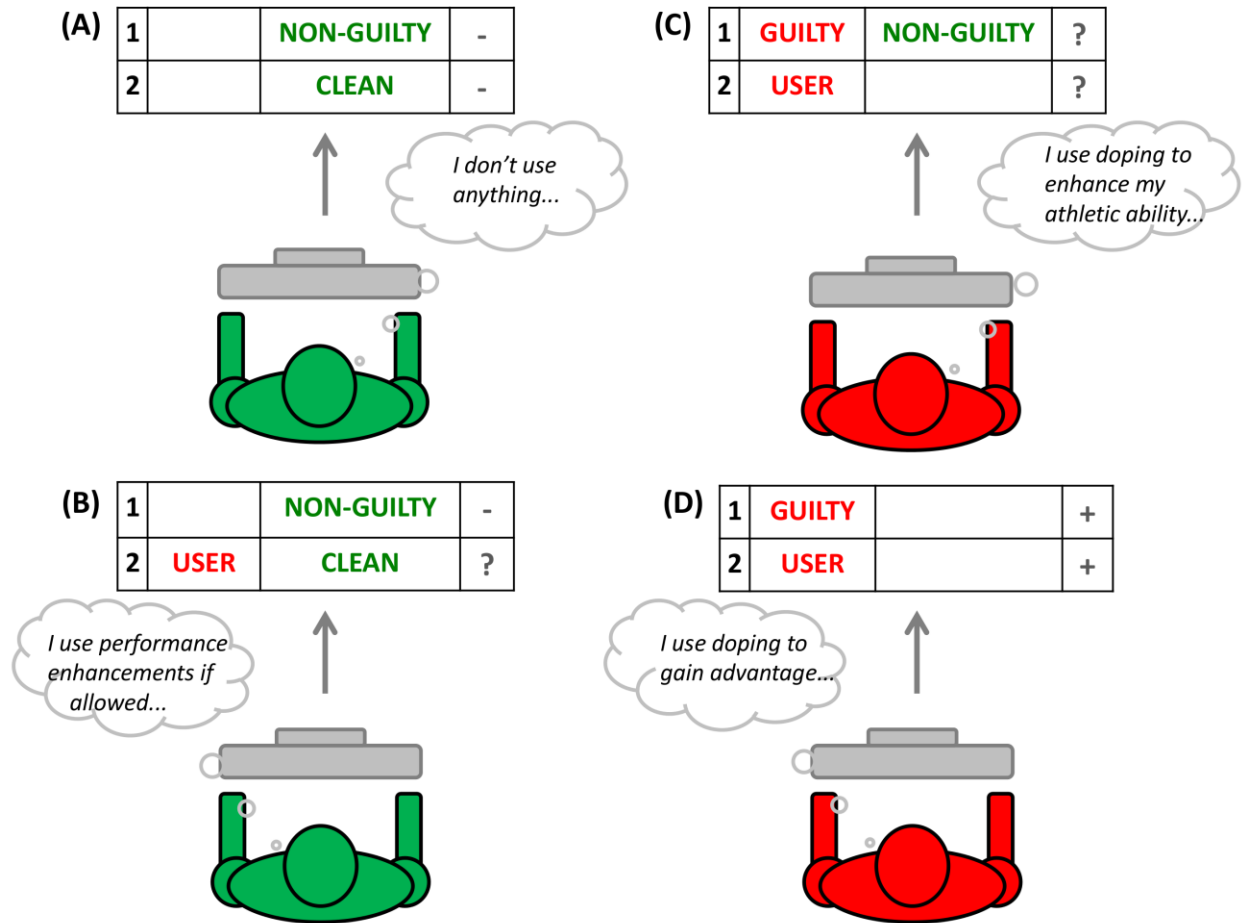 (A)
1 NON-GUILTY -
2 CLEAN -
I don’t use
anything...
(C)
1 GUILTY NON-GUILTY ?
2 USER ?
I use doping to
enhance my
athletic ability...
(B)
1 NON-GUILTY -
2 USER CLEAN ?
I use performance
enhancements if
allowed...
(D)
1 GUILTY +
2 USER +
I use doping to
gain advantage...